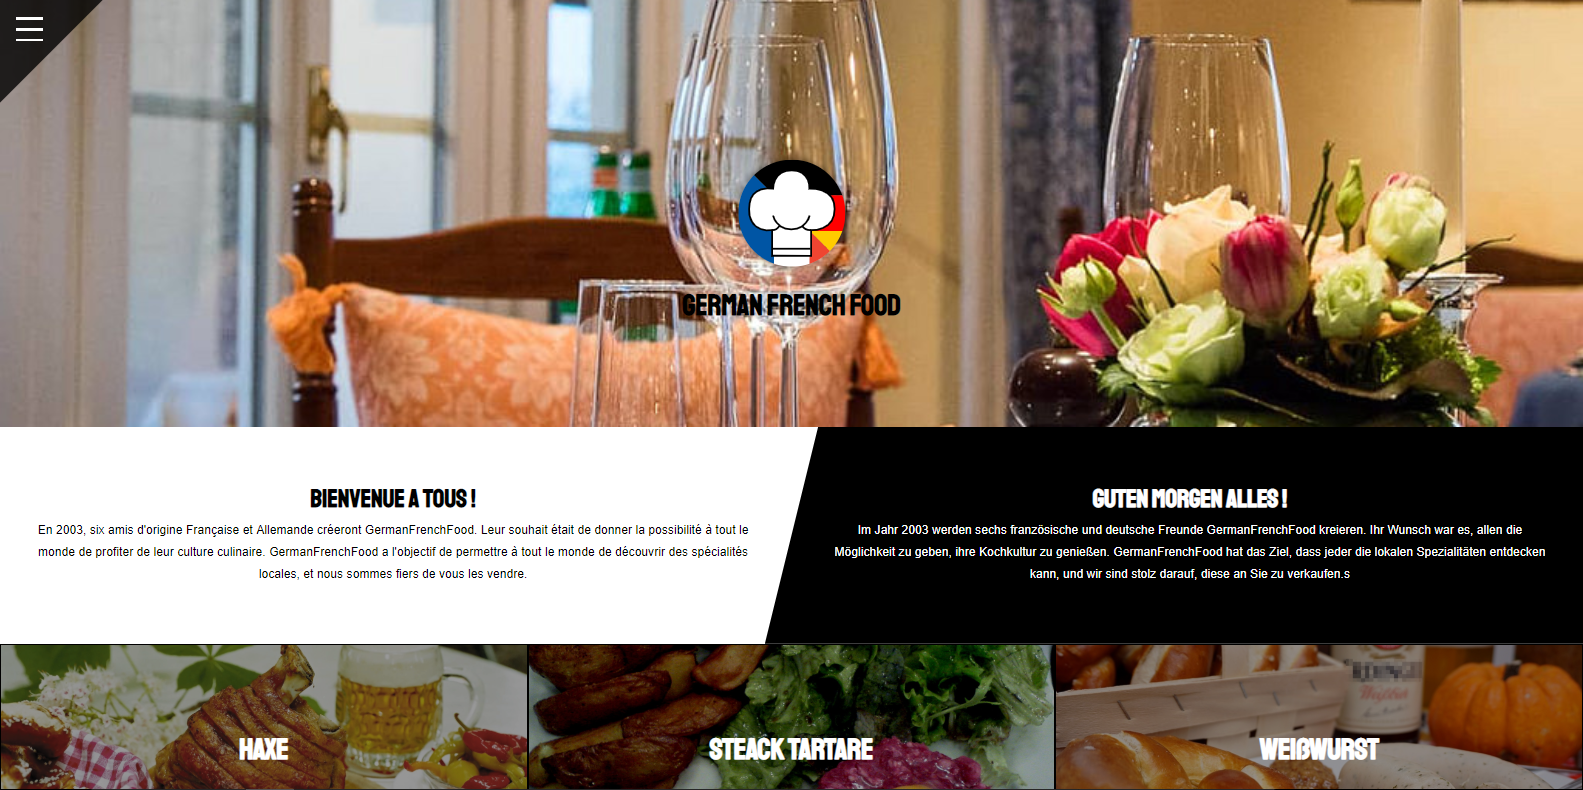 GERMAN FRENCH FOOD
BIENVENUE A TOUS !
En 2003, six amis d'origine Française et Allemande créeront GermanFrenchFood. Leur souhait était de donner la possibilité à tout le
monde de profiter de leur culture culinaire. GermanFrenchFood a l'objectif de permettre à tout le monde de découvrir des spécialités
locales, et nous sommes fiers de vous les vendre.
GUTEN MORGEN ALLES !
Im Jahr 2003 werden sechs französische und deutsche Freunde GermanFrenchFood kreieren. Ihr Wunsch war es, allen die
Möglichkeit zu geben, ihre Kochkultur zu genießen. GermanFrenchFood hat das Ziel, dass jeder die lokalen Spezialitäten entdecken
kann, und wir sind stolz darauf, diese an Sie zu verkaufen.s
HAXE
STEACK TARTARE
WEIßWURST